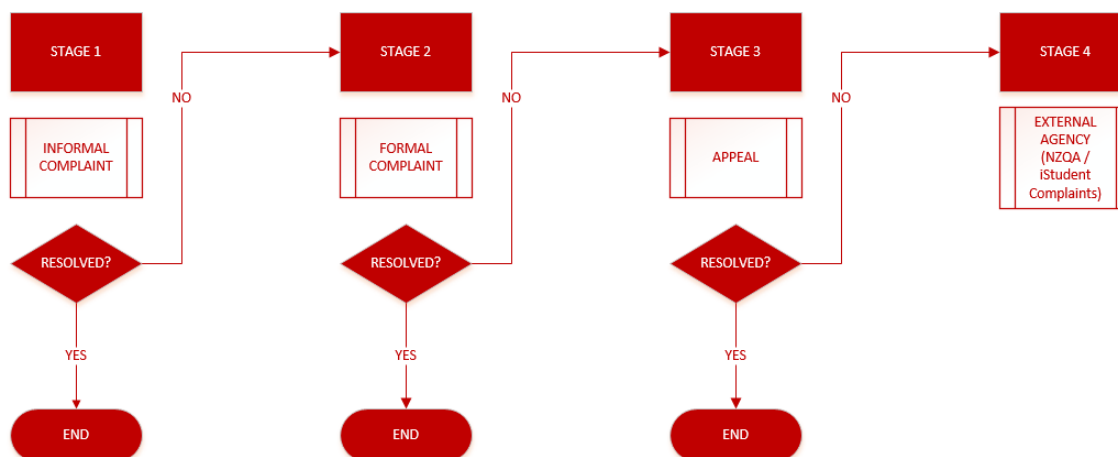 STAGE 1
STAGE 2
STAGE 3
STAGE 4
NO
NO
NO
INFORMAL
COMPLAINT
FORMAL
COMPLAINT
APPEAL
EXTERNAL
AGENCY
(NZQA /
iStudent
Complaints)
RESOLVED?
RESOLVED?
RESOLVED?
YES
YES
YES
END
END
END